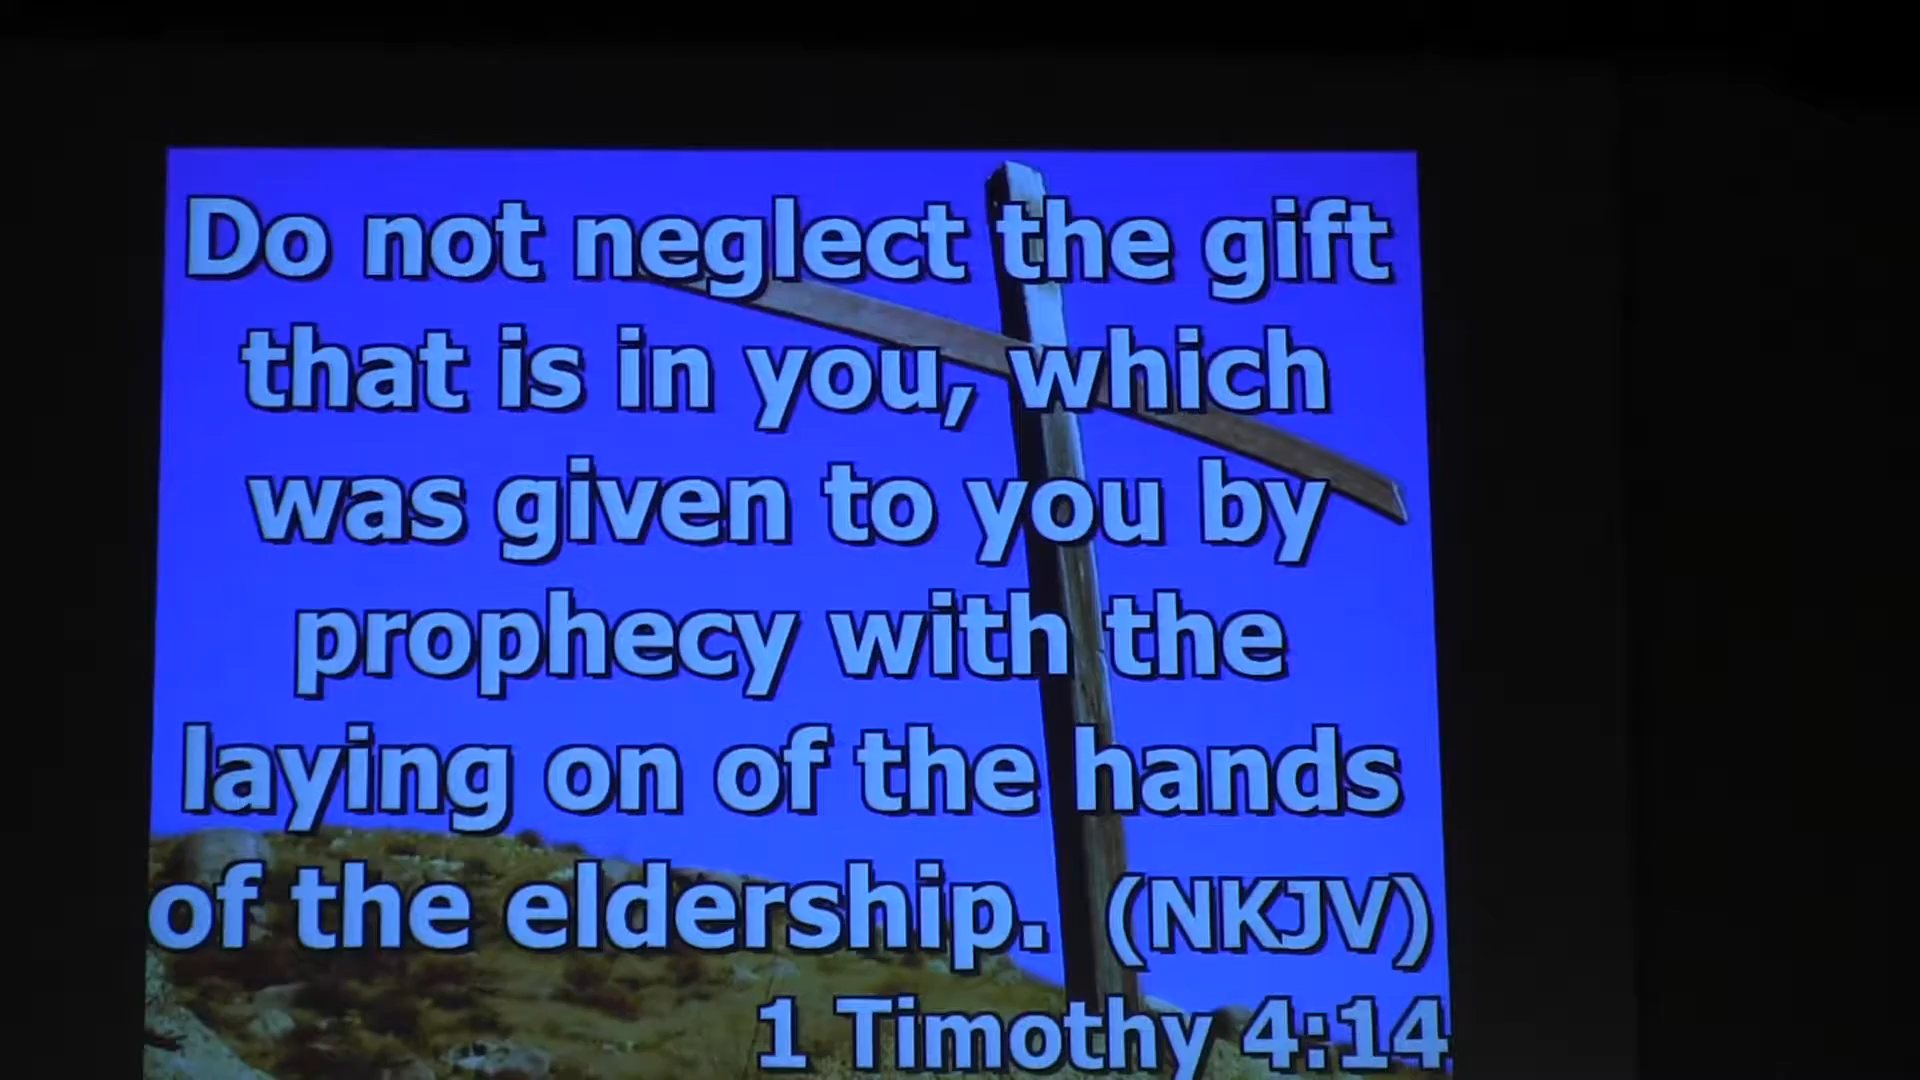 Do not neglect the gift
that is in you, which
was given to you by
prophecy with the
laying on of the hands
of the eldership. (NKJV)
1 Timothy 4:14